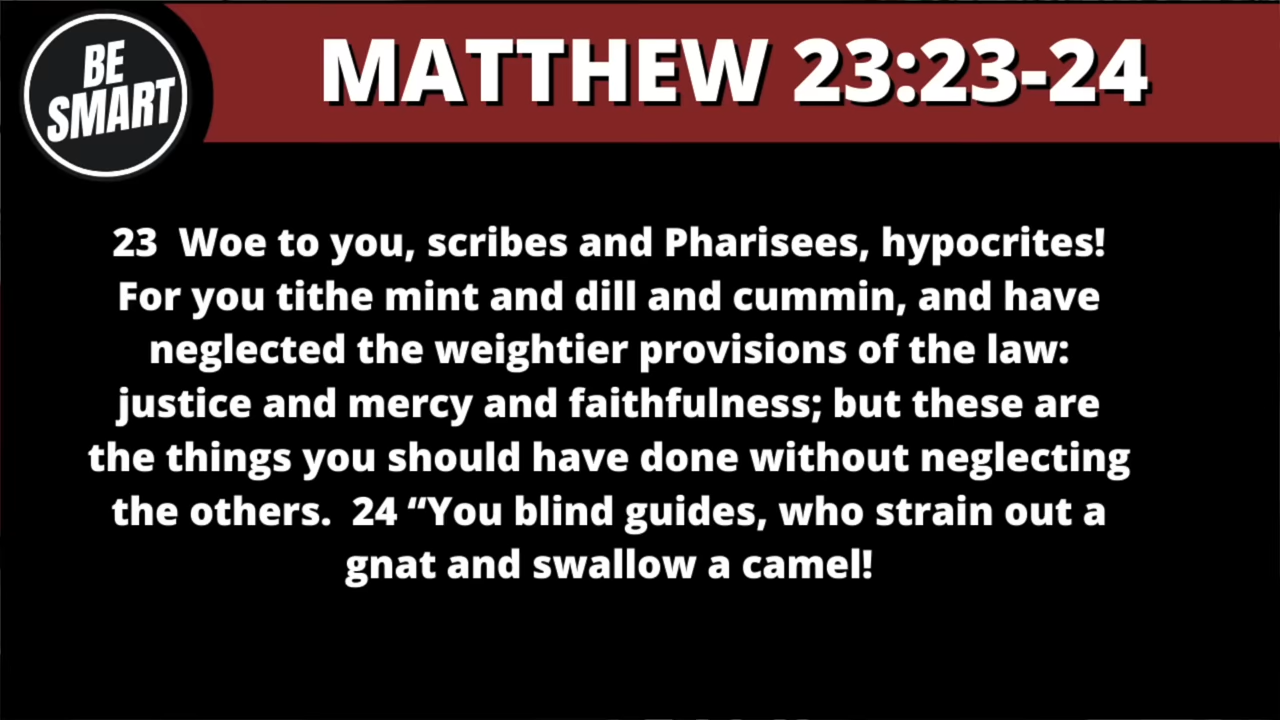 BE
SMART
MATTHEW 23:23-24
23 Woe to you, scribes and Pharisees, hypocrites!
For you tithe mint and dill and cummin, and have
neglected the weightier provisions of the law:
justice and mercy and faithfulness; but these are
the things you should have done without neglecting
the others. 24 “You blind guides, who strain out a
gnat and swallow a camel!